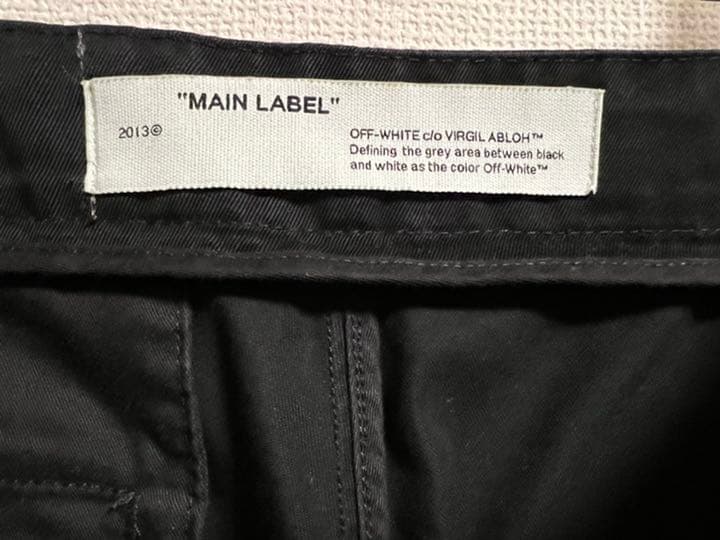 "MAIN LABEL"
2013©
OFF-WHITE c/o VIRGIL ABLOH™
Defining the grey area between black
and white as the color Off-White™